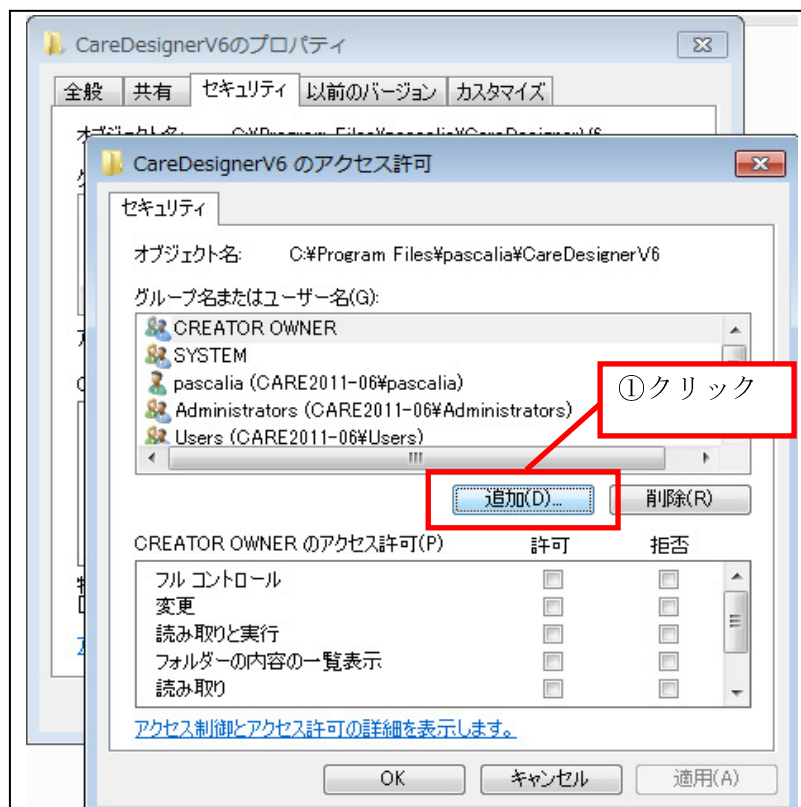 CareDesignerV6のプロパティ
全般 共有 セキュリティ 以前のバージョン カスタマイズ
CareDesignerV6 のアクセス許可
セキュリティ
オブジェクト名: C:¥Program Files¥pascalia¥CareDesignerV6
グループ名またはユーザー名(G):
CREATOR OWNER
SYSTEM
pascalia (CARE2011-06¥pascalia)
Administrators (CARE2011-06¥Administrators)
Users (CARE2011-06¥Users)
①クリック
追加(D)... 削除(R)
CREATOR OWNER のアクセス許可(P) 許可 拒否
フル コントロール
変更
読み取りと実行
フォルダーの内容の一覧表示
読み取り
アクセス制御とアクセス許可の詳細を表示します。
OK キャンセル 適用(A)